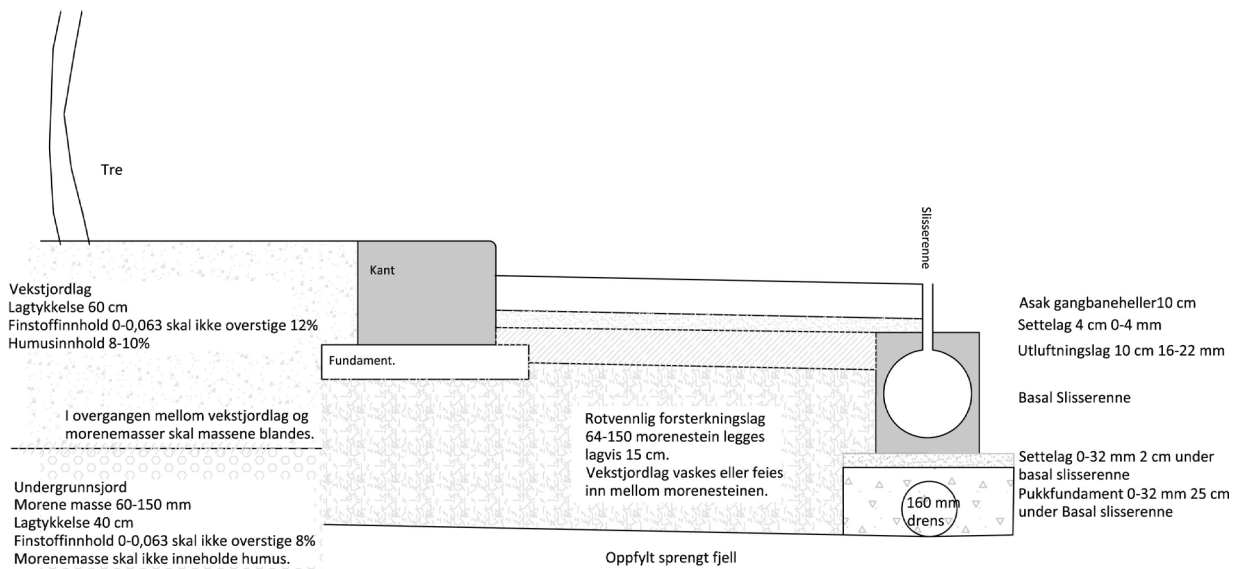 Tre
Slisserenne
Kant
Vekstjordlag
Lagtykkelse 60 cm
Finstoffinnhold 0-0,063 skal ikke overstige 12%
Humusinnhold 8-10%
Fundament.
Asak gangbaneheller10 cm
Settelag 4 cm 0-4 mm
Utluftningslag 10 cm 16-22 mm
Basal Slisserenne
I overgangen mellom vekstjordlag og
morenemasser skal massene blandes.
Rotvennlig forsterkningslag
64-150 morenestein legges
lagvis 15 cm.
Vekstjordlag vaskes eller feies
inn mellom morenesteinen.
Settelag 0-32 mm 2 cm under
basal slisserenne
Pukkfundament 0-32 mm 25 cm
under Basal slisserenne
160 mm
drens
Undergrunnsjord
Morene masse 60-150 mm
Lagtykkelse 40 cm
Finstoffinnhold 0-0,063 skal ikke overstige 8%
Morenemasse skal ikke inneholde humus.
Oppfylt sprengt fjell